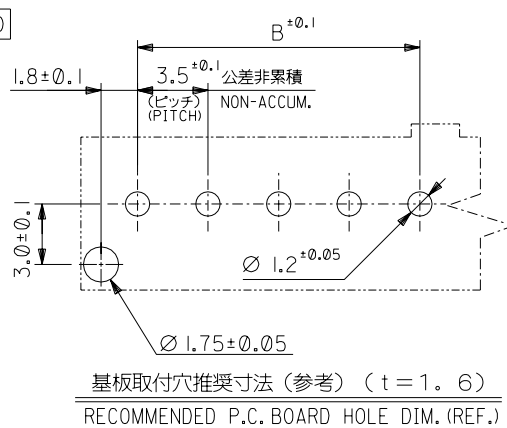 B±0.1
1.8±0.1
3.5±0.1 公差非累積
(ピッチ)
(PITCH) NON-ACCUM.
3.0±0.1
Ø 1.2±0.05
Ø 1.75±0.05
基板取付穴推奨寸法(参考) (t=1.6)
RECOMMENDED P.C. BOARD HOLE DIM. (REF.)